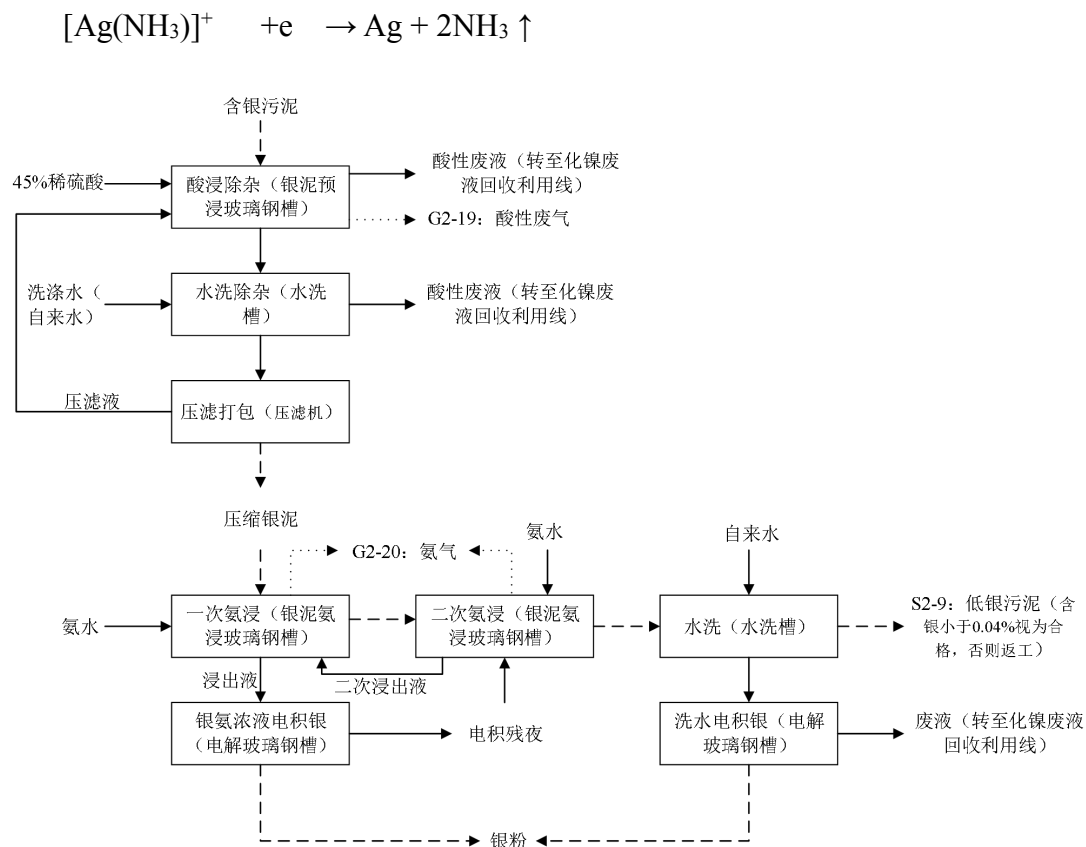 [Ag(NH₃)]⁺ +e → Ag + 2NH₃ ↑
含银污泥
45%稀硫酸
酸浸除杂（银泥预
浸玻璃钢槽）
酸性废液（转至化镍废
液回收利用线）
G2-19：酸性废气
洗涤水（
自来水）
水洗除杂（水洗
槽）
酸性废液（转至化镍废
液回收利用线）
压滤液
压滤打包（压滤机）
压缩银泥
氨水
自来水
G2-20：氨气
氨水
一次氨浸（银泥氨
浸玻璃钢槽）
二次氨浸（银泥氨
浸玻璃钢槽）
水洗（水洗槽）
S2-9：低银污泥（含
银小于0.04%视为合
格，否则返工）
浸出液
二次浸出液
银氨浓液电积银
（电解玻璃钢槽）
电积残夜
洗水电积银（电解
玻璃钢槽）
废液（转至化镍废液
回收利用线）
银粉